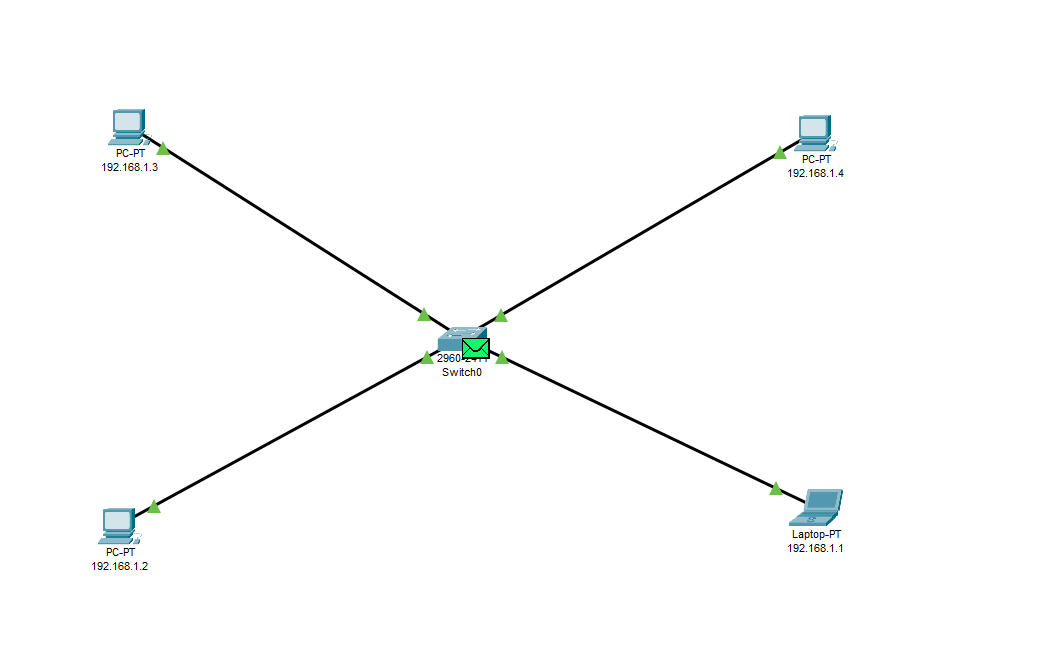 PC-PT
192.168.1.3
PC-PT
192.168.1.4
Switch0
PC-PT
192.168.1.2
Laptop-PT
192.168.1.1